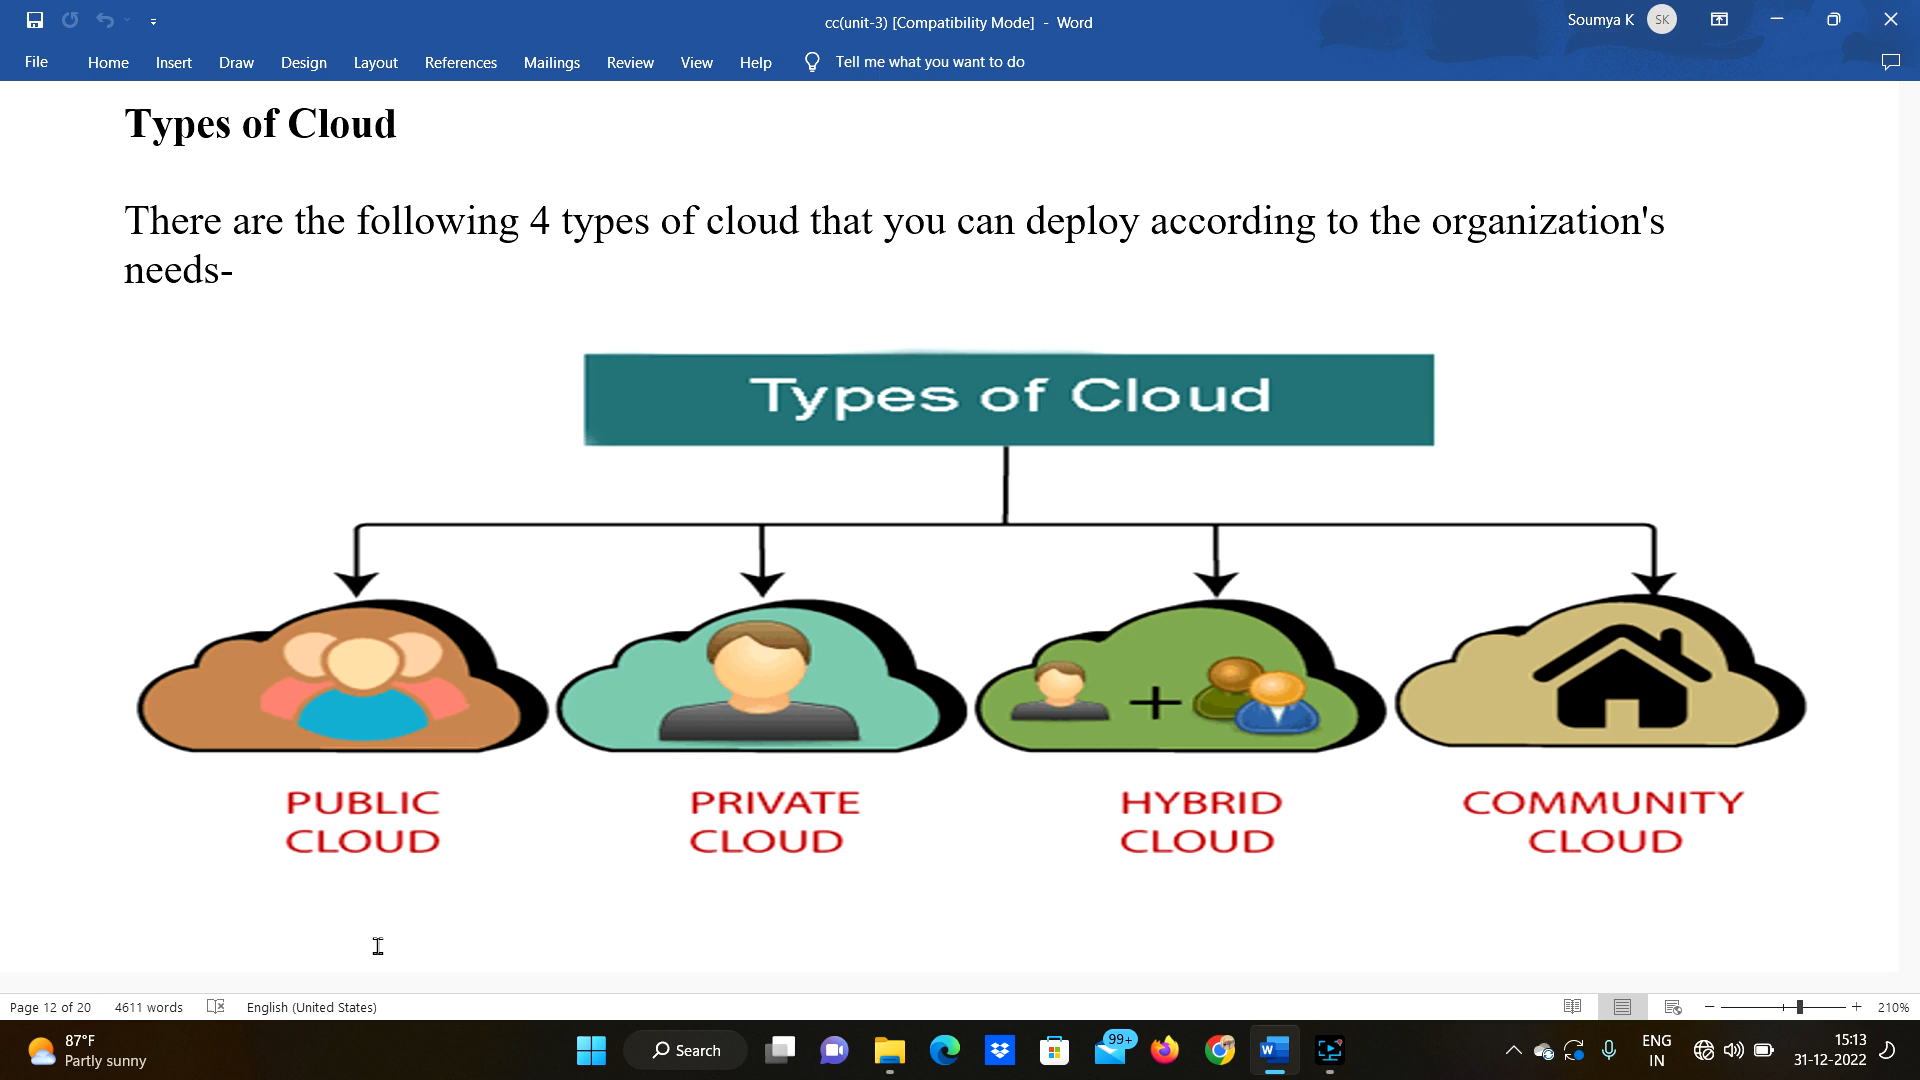 cc(unit-3) [Compatibility Mode] - Word
Soumya K
SK
File
Home
Insert
Draw
Design
Layout
References
Mailings
Review
View
Help
Tell me what you want to do
Types of Cloud
There are the following 4 types of cloud that you can deploy according to the organization's
needs-
Types of Cloud
PUBLIC
CLOUD
PRIVATE
CLOUD
HYBRID
CLOUD
COMMUNITY
CLOUD
Page 12 of 20
4611 words
English (United States)
210%
87°F
Partly sunny
Search
99+
W
ENG
IN
15:13
31-12-2022